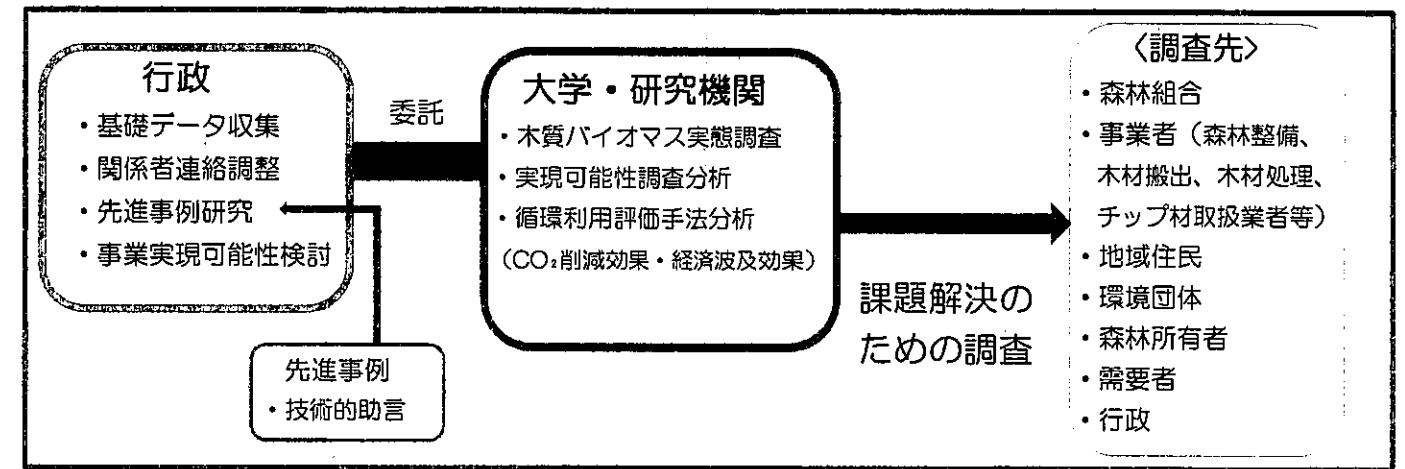 行政
・基礎データ収集
・関係者連絡調整
・先進事例研究
・事業実現可能性検討
委託
先進事例
・技術的助言
大学・研究機関
・木質バイオマス実態調査
・実現可能性調査分析
・循環利用評価手法分析
（CO₂削減効果・経済波及効果）
課題解決の
ための調査
〈調査先〉
・森林組合
・事業者（森林整備、
木材搬出、木材処理、
チップ材取扱業者等）
・地域住民
・環境団体
・森林所有者
・需要者
・行政